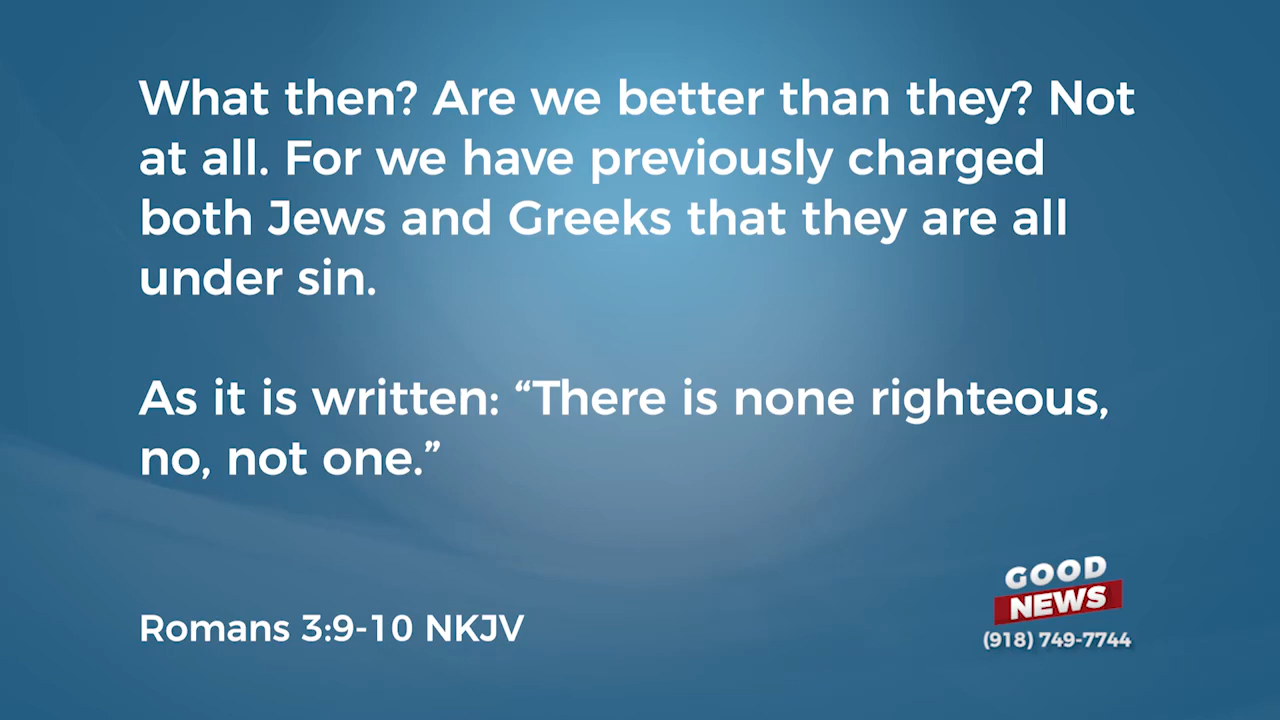 What then? Are we better than they? Not
at all. For we have previously charged
both Jews and Greeks that they are all
under sin.
As it is written: “There is none righteous,
no, not one.”
Romans 3:9-10 NKJV
GOOD
NEWS
(918) 749-7744